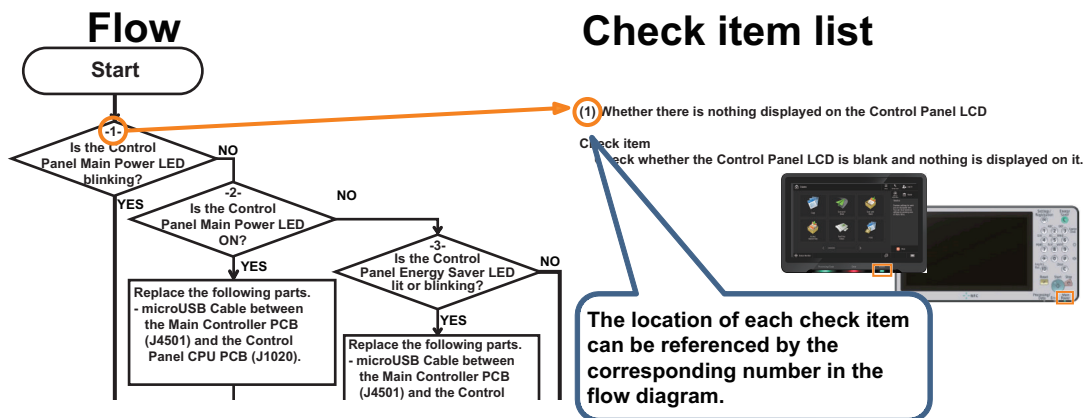 Flow
Check item list
Start
-1-
Is the Control
Panel Main Power LED
blinking?
NO
YES
-2-
Is the Control
Panel Main Power LED
ON?
NO
YES
-3-
Is the Control
Panel Energy Saver LED
lit or blinking?
NO
YES
Replace the following parts.
- microUSB Cable between
the Main Controller PCB
(J4501) and the Control
Panel CPU PCB (J1020).
Replace the following parts.
- microUSB Cable between
the Main Controller PCB
(J4501) and the Control
(1) Whether there is nothing displayed on the Control Panel LCD
Check item
Check whether the Control Panel LCD is blank and nothing is displayed on it.
The location of each check item
can be referenced by the
corresponding number in the
flow diagram.